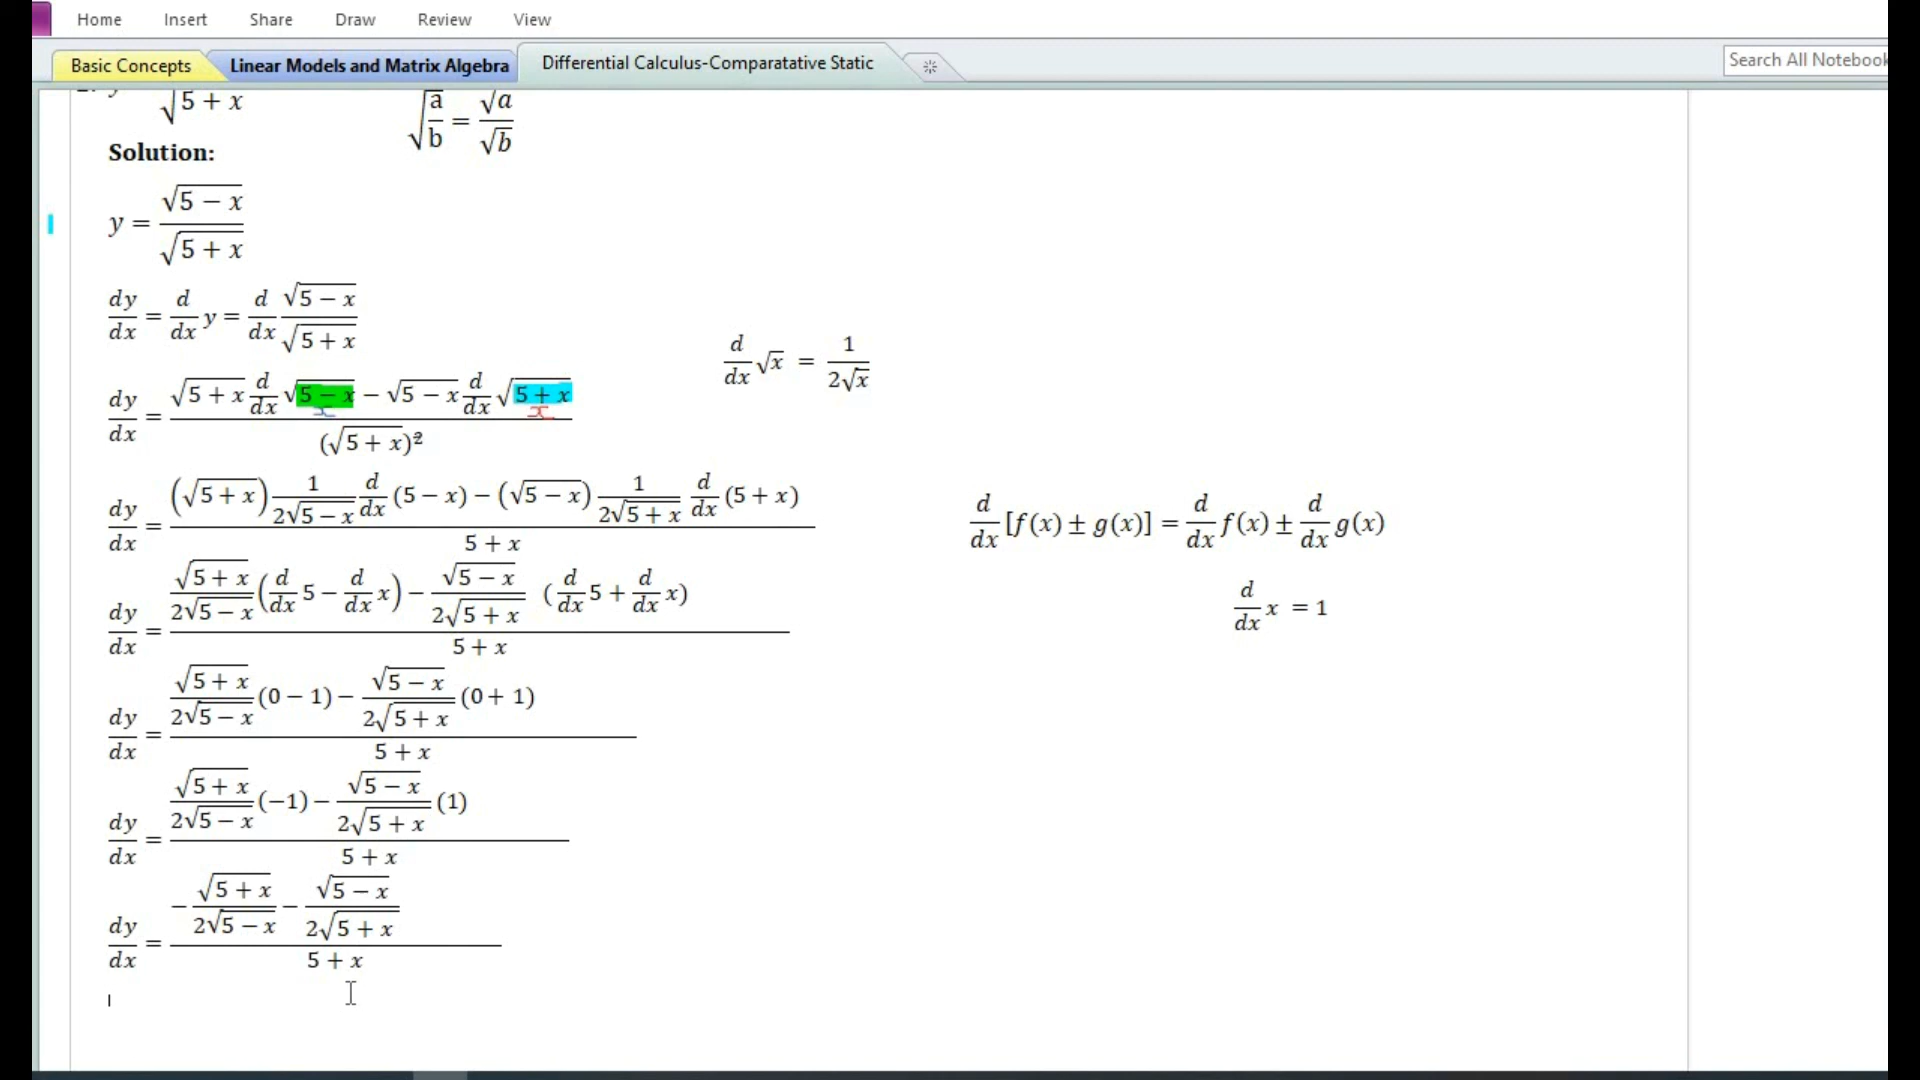 Home Insert Share Draw Review View
Basic Concepts Linear Models and Matrix Algebra Differential Calculus-Comparatative Static Search All Notebook
√(5 + x) √(a/b) = √a/√b
Solution:
y = √(5 − x)/√(5 + x)
dy/dx = d/dx y = d/dx √(5 − x)/√(5 + x)
d/dx √x = 1/(2√x)
dy/dx = (√(5 + x) d/dx √(5 − x) − √(5 − x) d/dx √(5 + x))/(√(5 + x))²
x x
dy/dx = ((√(5 + x)) 1/(2√(5 − x)) d/dx (5 − x) − (√(5 − x)) 1/(2√(5 + x)) d/dx (5 + x))/(5 + x)
d/dx [f(x) ± g(x)] = d/dx f(x) ± d/dx g(x)
dy/dx = (√(5 + x)/(2√(5 − x)) (d/dx 5 − d/dx x) − √(5 − x)/(2√(5 + x)) (d/dx 5 + d/dx x))/(5 + x)
d/dx x = 1
dy/dx = (√(5 + x)/(2√(5 − x)) (0 − 1) − √(5 − x)/(2√(5 + x)) (0 + 1))/(5 + x)
dy/dx = (√(5 + x)/(2√(5 − x)) (−1) − √(5 − x)/(2√(5 + x)) (1))/(5 + x)
dy/dx = (−√(5 + x)/(2√(5 − x)) − √(5 − x)/(2√(5 + x)))/(5 + x)